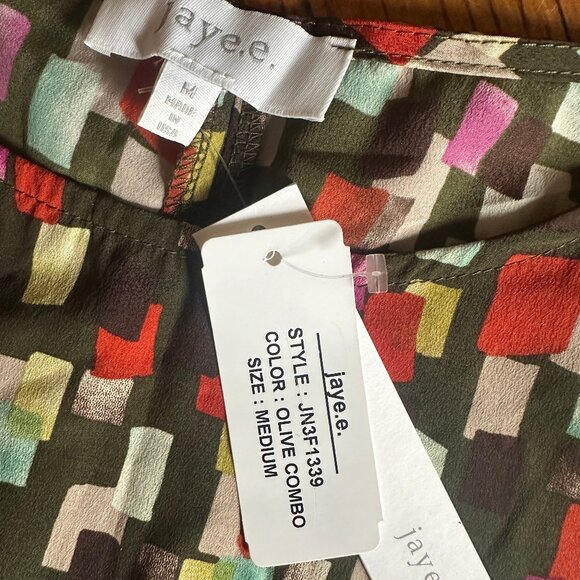 jaye.e.
M
MADE
IN
USA
jaye.e.
STYLE : JN3F1339
COLOR : OLIVE COMBO
SIZE : MEDIUM
jaye.e.